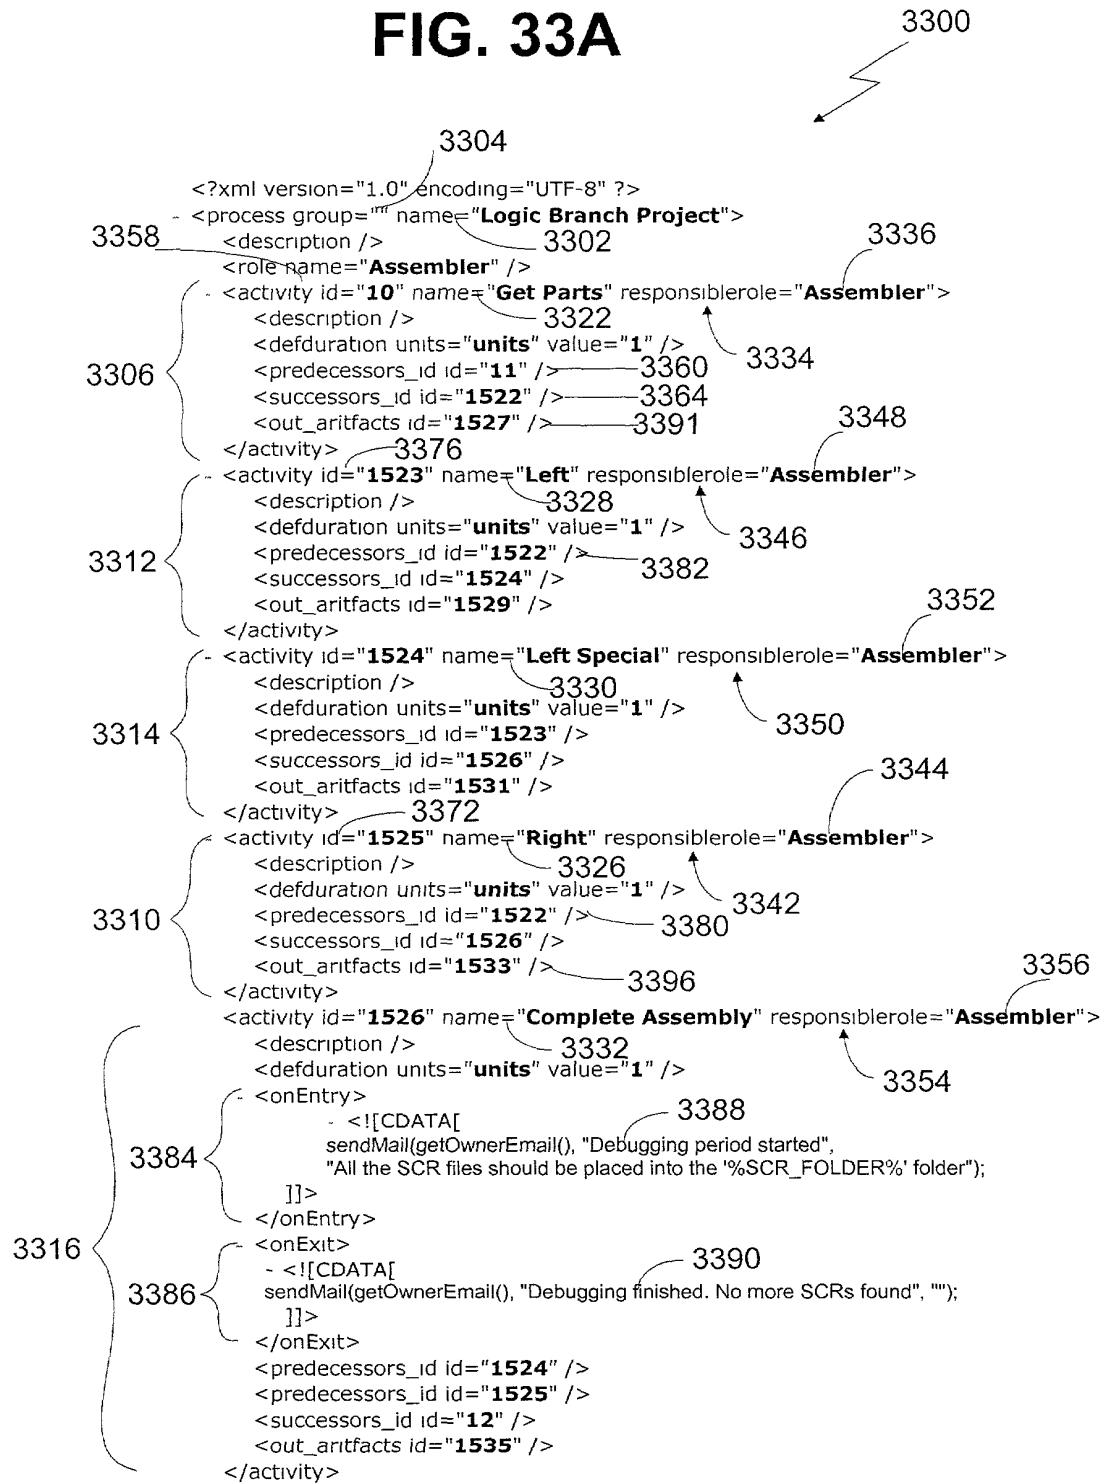 FIG. 33A
3300
3304
<?xml version="1.0" encoding="UTF-8" ?>
- <process group="" name="Logic Branch Project">
3358
<description />
3302
3336
<role name="Assembler" />
- <activity id="10" name="Get Parts" responsiblerole="Assembler">
<description />
3322
<defduration units="units" value="1" />
3334
3306
<predecessors_id id="11" />
3360
<successors_id id="1522" />
3364
<out_aritfacts id="1527" />
3391
3348
</activity>
3376
- <activity id="1523" name="Left" responsiblerole="Assembler">
<description />
3328
<defduration units="units" value="1" />
3346
3312
<predecessors_id id="1522" />
3382
<successors_id id="1524" />
<out_aritfacts id="1529" />
3352
</activity>
- <activity id="1524" name="Left Special" responsiblerole="Assembler">
<description />
3330
<defduration units="units" value="1" />
3350
3314
<predecessors_id id="1523" />
<successors_id id="1526" />
3344
<out_aritfacts id="1531" />
</activity>
3372
- <activity id="1525" name="Right" responsiblerole="Assembler">
<description />
3326
<defduration units="units" value="1" />
3342
3310
<predecessors_id id="1522" />
3380
<successors_id id="1526" />
<out_aritfacts id="1533" />
3396
3356
</activity>
<activity id="1526" name="Complete Assembly" responsiblerole="Assembler">
<description />
3332
<defduration units="units" value="1" />
3354
- <onEntry>
- <![CDATA[
3388
3384
sendMail(getOwnerEmail(), "Debugging period started",
"All the SCR files should be placed into the '%SCR_FOLDER%' folder");
]]>
</onEntry>
3316
- <onExit>
- <![CDATA[
3390
3386
sendMail(getOwnerEmail(), "Debugging finished. No more SCRs found", "");
]]>
</onExit>
<predecessors_id id="1524" />
<predecessors_id id="1525" />
<successors_id id="12" />
<out_aritfacts id="1535" />
</activity>